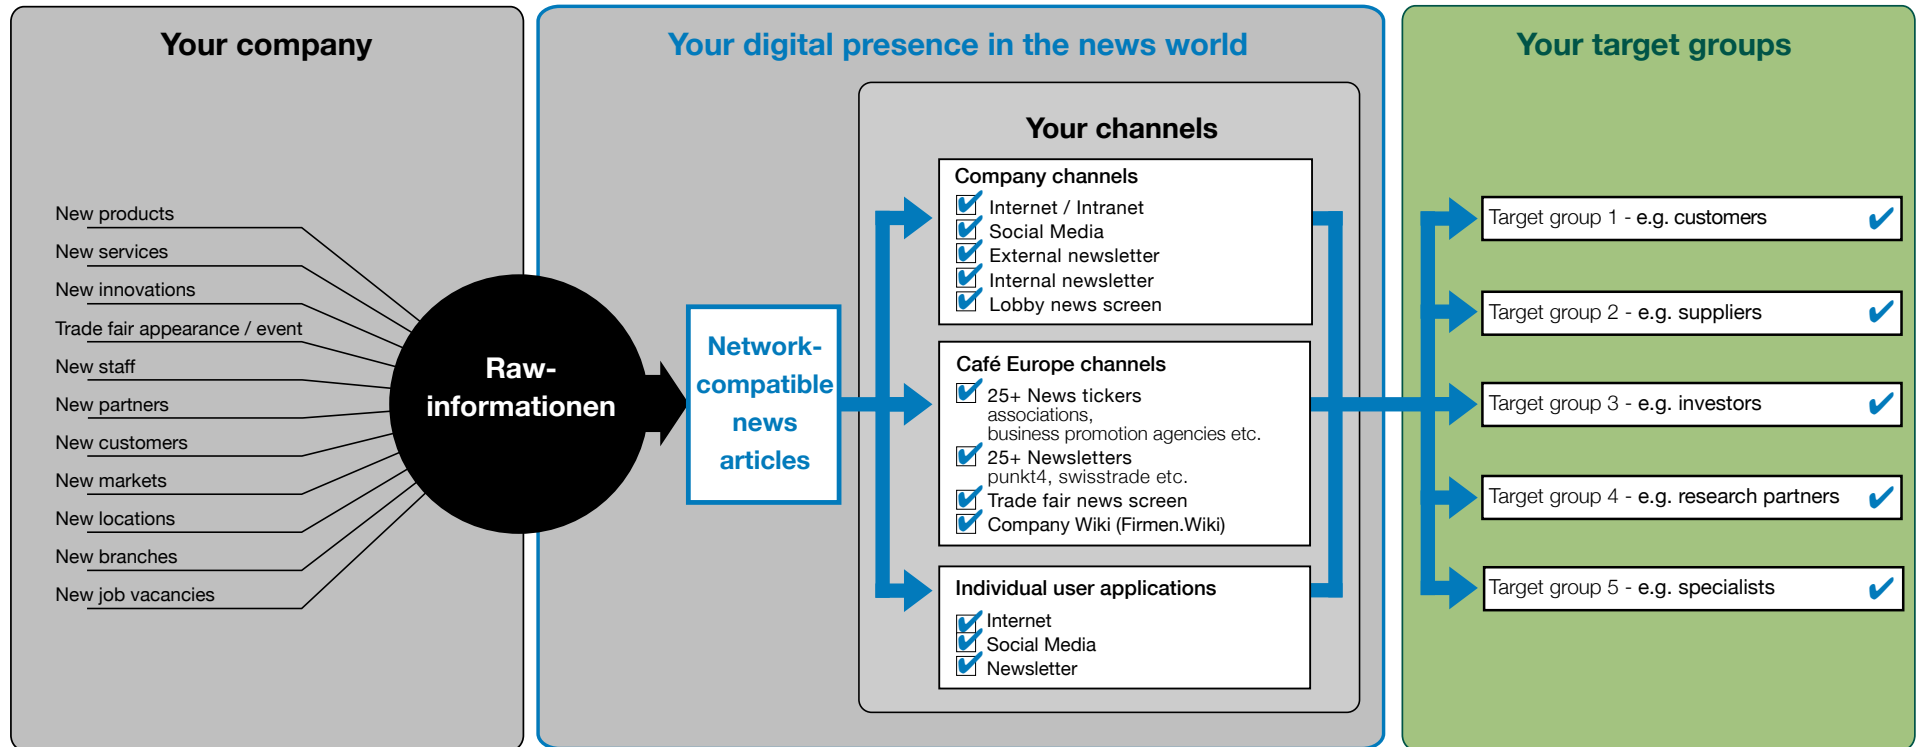 Your company
New products
New services
New innovations
Trade fair appearance / event
New staff
New partners
New customers
New markets
New locations
New branches
New job vacancies
Raw-
informationen
Your digital presence in the news world
Network-
compatible
news
articles
Your channels
Company channels
Internet / Intranet
Social Media
External newsletter
Internal newsletter
Lobby news screen
Café Europe channels
25+ News tickers
associations,
business promotion agencies etc.
25+ Newsletters
punkt4, swisstrade etc.
Trade fair news screen
Company Wiki (Firmen.Wiki)
Individual user applications
Internet
Social Media
Newsletter
Your target groups
Target group 1 - e.g. customers
Target group 2 - e.g. suppliers
Target group 3 - e.g. investors
Target group 4 - e.g. research partners
Target group 5 - e.g. specialists